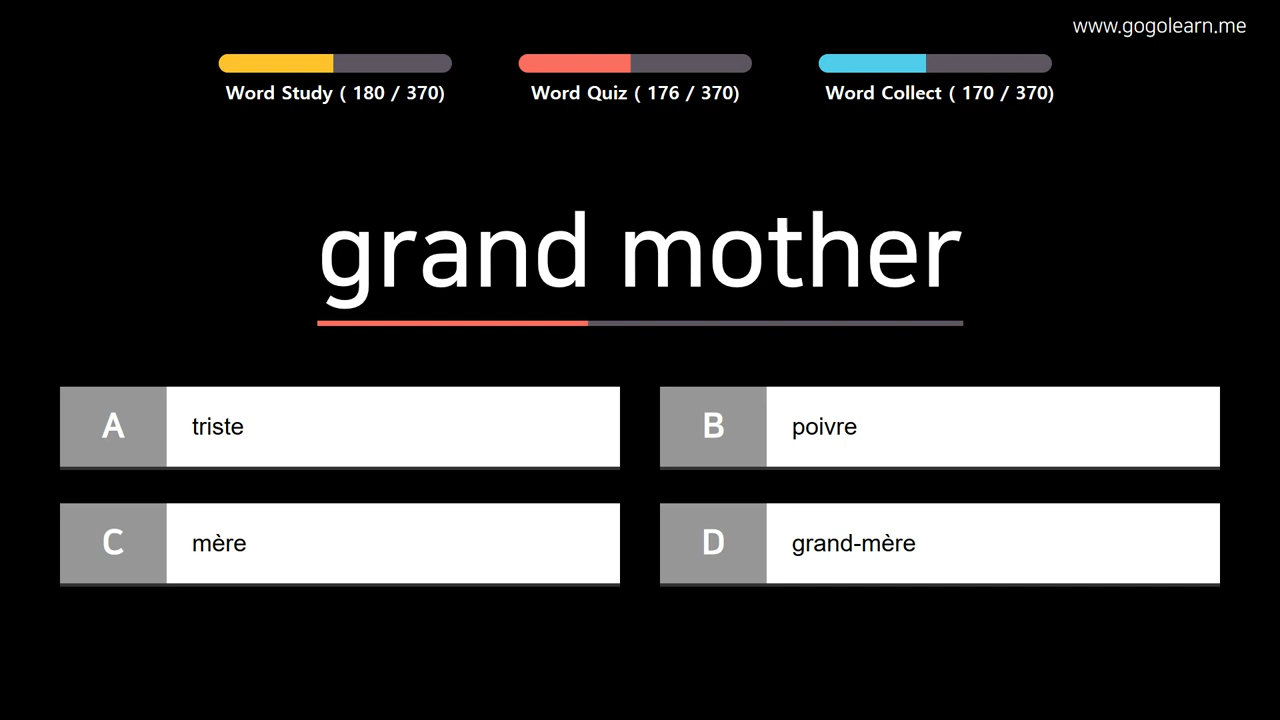 www.gogolearn.me
Word Study ( 180 / 370)
Word Quiz ( 176 / 370)
Word Collect ( 170 / 370)
grand mother
A
triste
B
poivre
C
mère
D
grand-mère